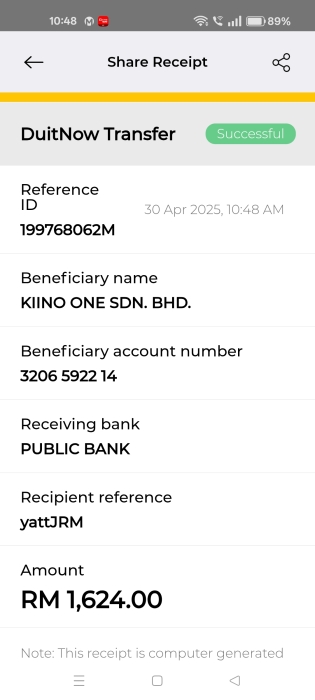 10:48 89%
Share Receipt
DuitNow Transfer Successful
Reference
ID
30 Apr 2025, 10:48 AM
199768062M
Beneficiary name
KIINO ONE SDN. BHD.
Beneficiary account number
3206 5922 14
Receiving bank
PUBLIC BANK
Recipient reference
yattJRM
Amount
RM 1,624.00
Note: This receipt is computer generated